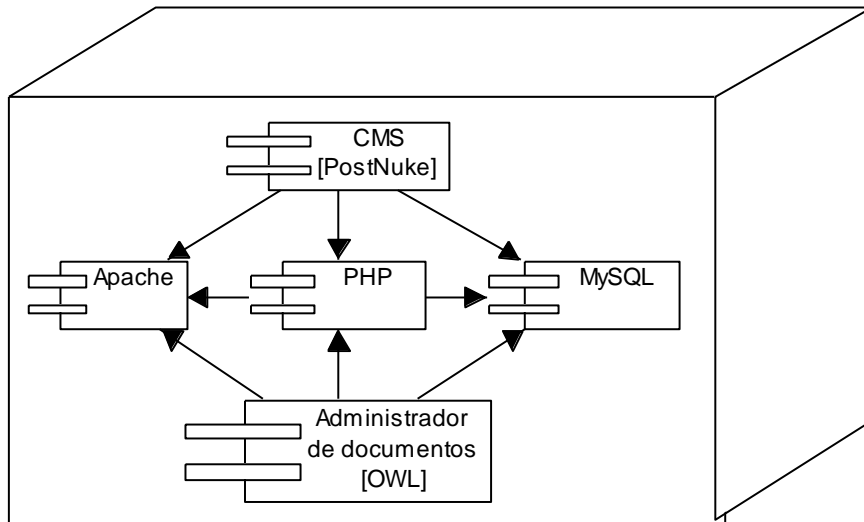 CMS
[PostNuke]
Apache
PHP
MySQL
Administrador
de documentos
[OWL]